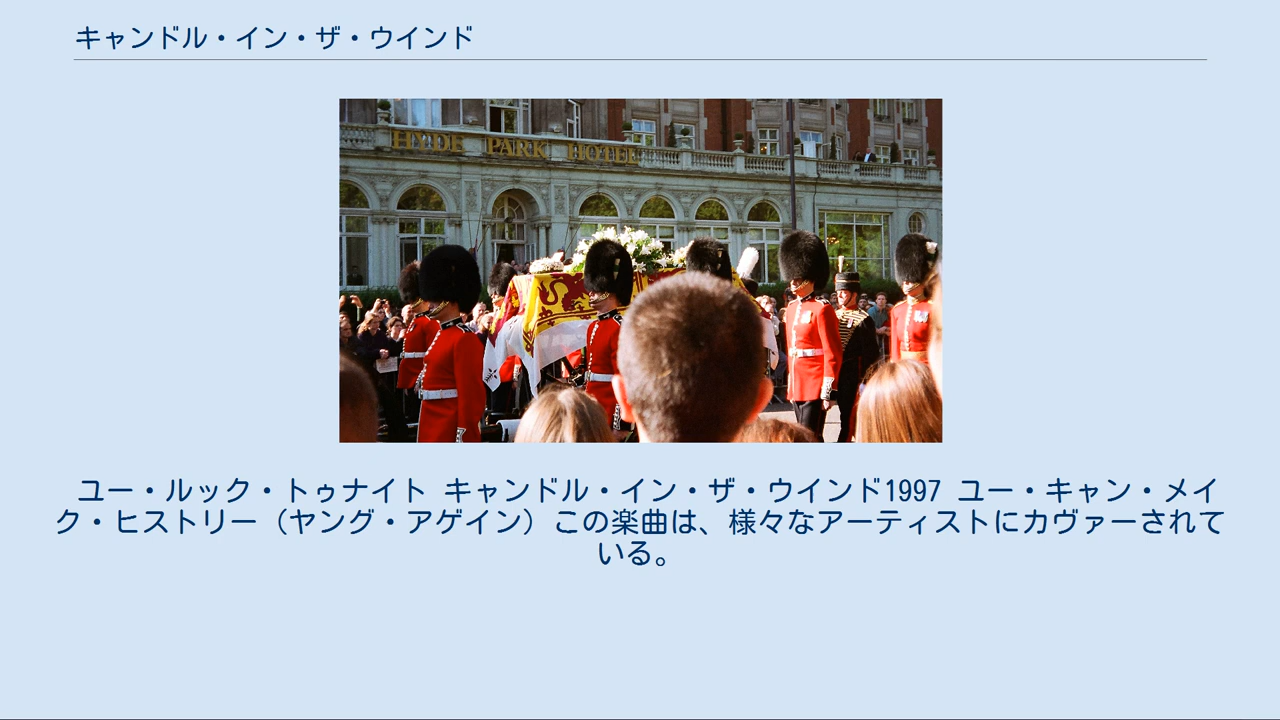 キャンドル・イン・ザ・ウインド
HYDE PARK HOTEL
ユー・ルック・トゥナイト キャンドル・イン・ザ・ウインド1997 ユー・キャン・メイ
ク・ヒストリー（ヤング・アゲイン）この楽曲は、様々なアーティストにカヴァーされて
いる。